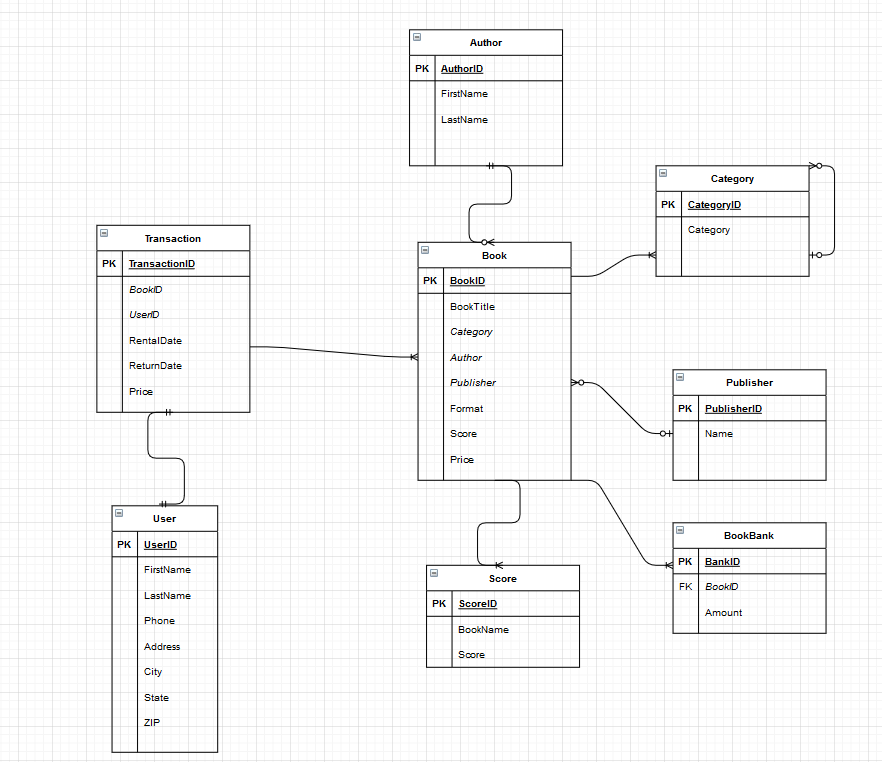 Author
PK AuthorID
FirstName
LastName
Category
PK CategoryID
Category
Transaction
PK TransactionID
BookID
UserID
RentalDate
ReturnDate
Price
Book
PK BookID
BookTitle
Category
Author
Publisher
Format
Score
Price
Publisher
PK PublisherID
Name
User
PK UserID
FirstName
LastName
Phone
Address
City
State
ZIP
Score
PK ScoreID
BookName
Score
BookBank
PK BankID
FK BookID
Amount